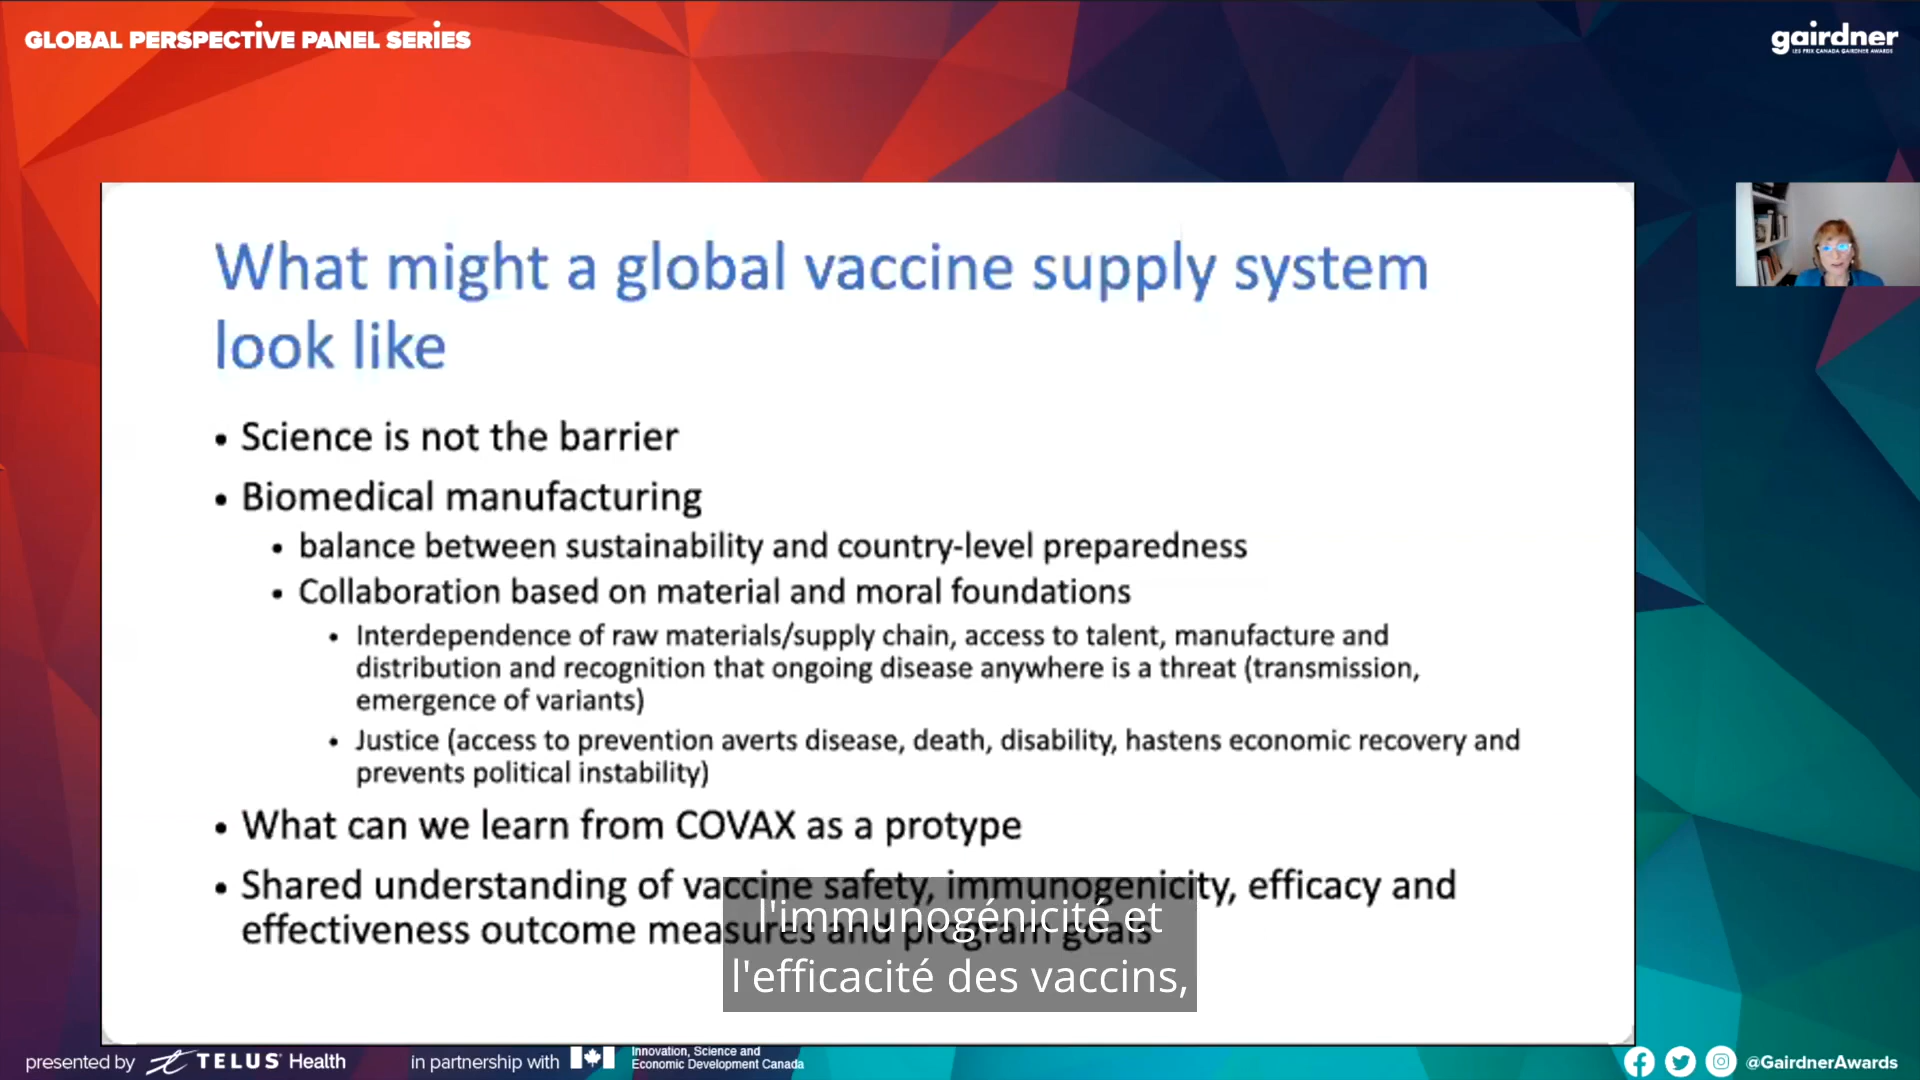 GLOBAL PERSPECTIVE PANEL SERIES
gairdner
LES PRIX CANADA GAIRDNER AWARDS
What might a global vaccine supply system
look like
• Science is not the barrier
• Biomedical manufacturing
• balance between sustainability and country-level preparedness
• Collaboration based on material and moral foundations
• Interdependence of raw materials/supply chain, access to talent, manufacture and
distribution and recognition that ongoing disease anywhere is a threat (transmission,
emergence of variants)
• Justice (access to prevention averts disease, death, disability, hastens economic recovery and
prevents political instability)
• What can we learn from COVAX as a protype
• Shared understanding of vaccine safety, immunogenicity, efficacy and
effectiveness outcome measures and program goals
l'immunogénicité et
l'efficacité des vaccins,
presented by TELUS Health
in partnership with
Innovation, Science and
Economic Development Canada
@GairdnerAwards